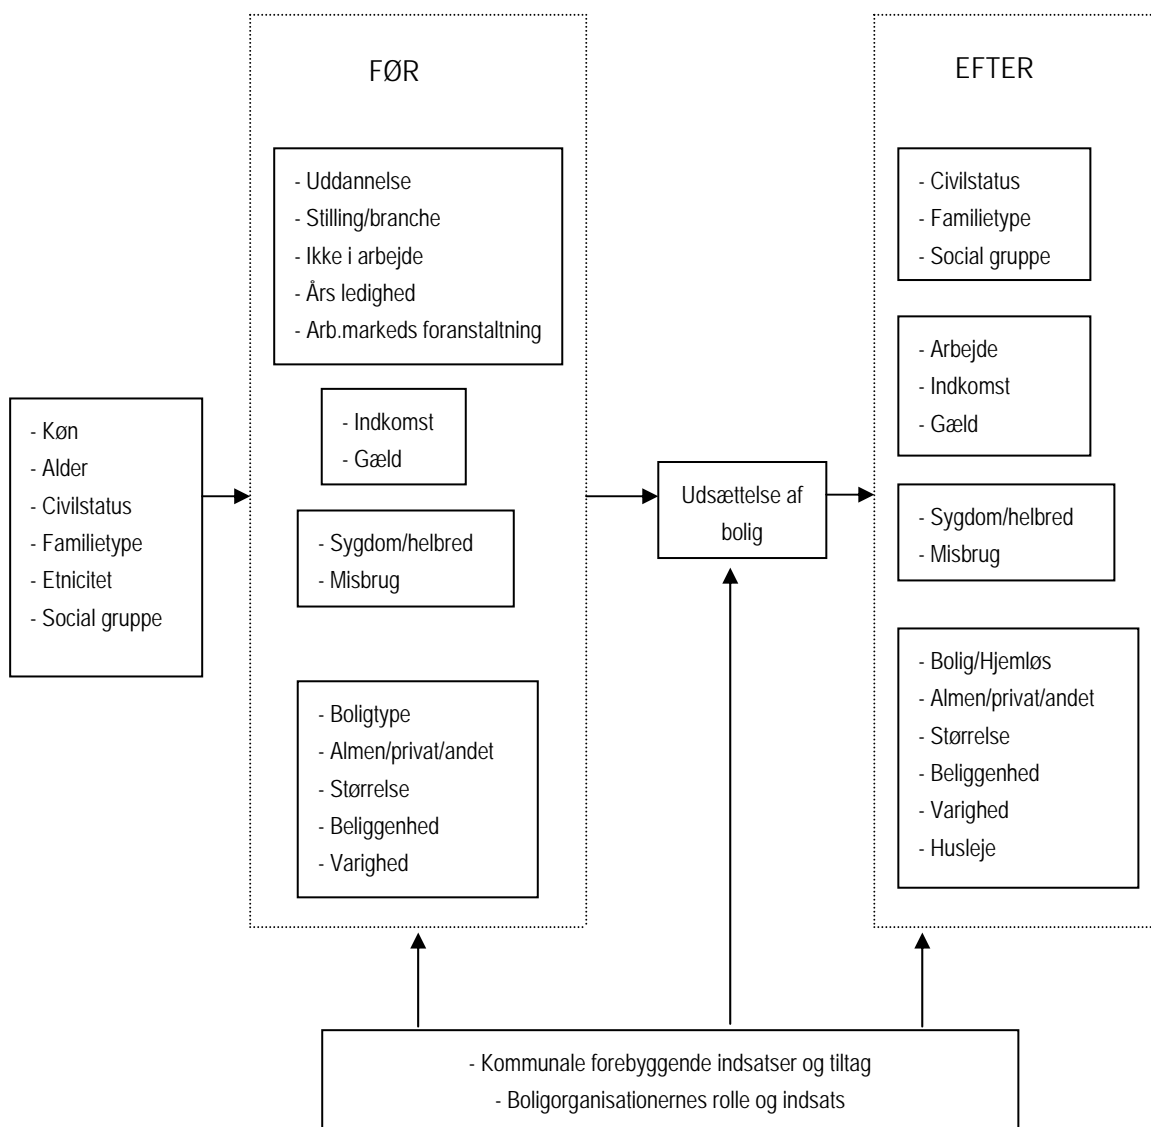 - Køn
- Alder
- Civilstatus
- Familietype
- Etnicitet
- Social gruppe
FØR
- Uddannelse
- Stilling/branche
- Ikke i arbejde
- Års ledighed
- Arb.markeds foranstaltning
- Indkomst
- Gæld
- Sygdom/helbred
- Misbrug
- Boligtype
- Almen/privat/andet
- Størrelse
- Beliggenhed
- Varighed
Udsættelse af
bolig
EFTER
- Civilstatus
- Familietype
- Social gruppe
- Arbejde
- Indkomst
- Gæld
- Sygdom/helbred
- Misbrug
- Bolig/Hjemløs
- Almen/privat/andet
- Størrelse
- Beliggenhed
- Varighed
- Husleje
- Kommunale forebyggende indsatser og tiltag
- Boligorganisationernes rolle og indsats